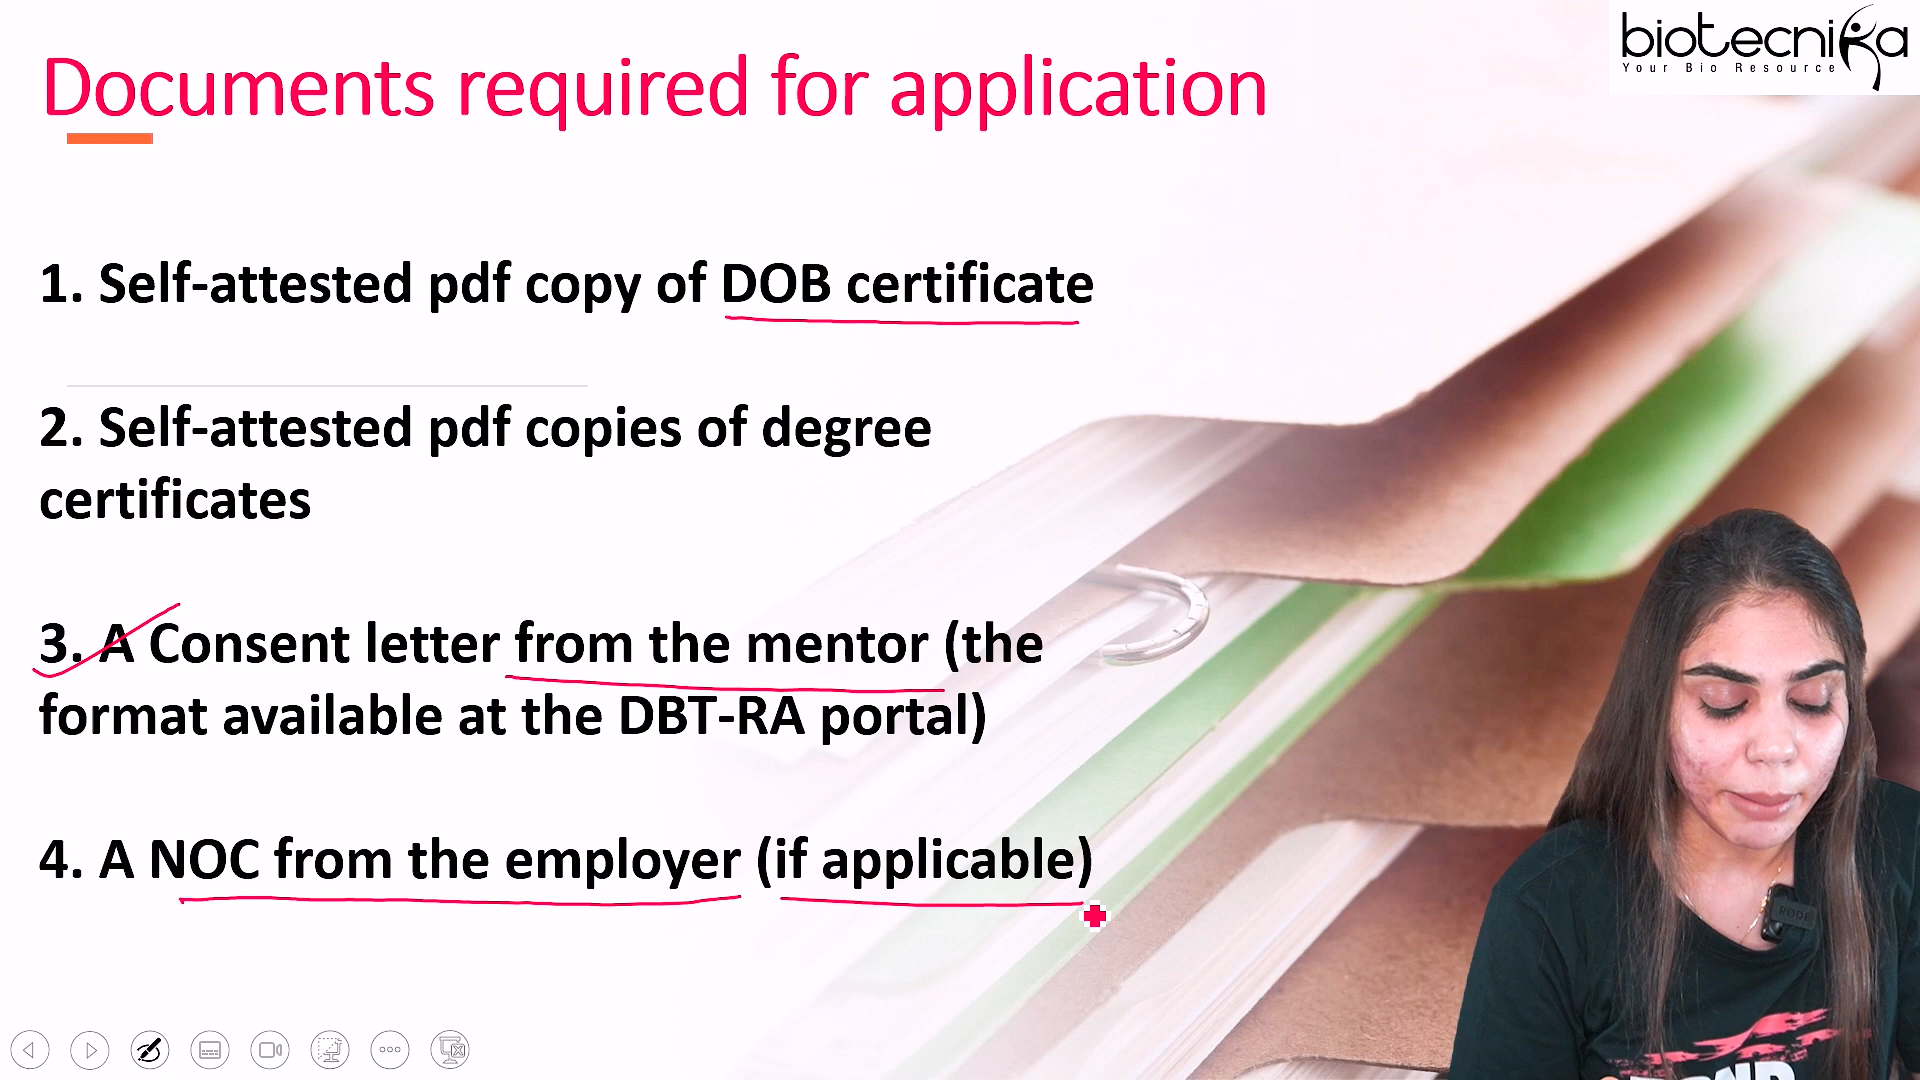 biotecnika
Your Bio Resource
Documents required for application
1. Self-attested pdf copy of DOB certificate
2. Self-attested pdf copies of degree
certificates
3. A Consent letter from the mentor (the
format available at the DBT-RA portal)
4. A NOC from the employer (if applicable)
RODE